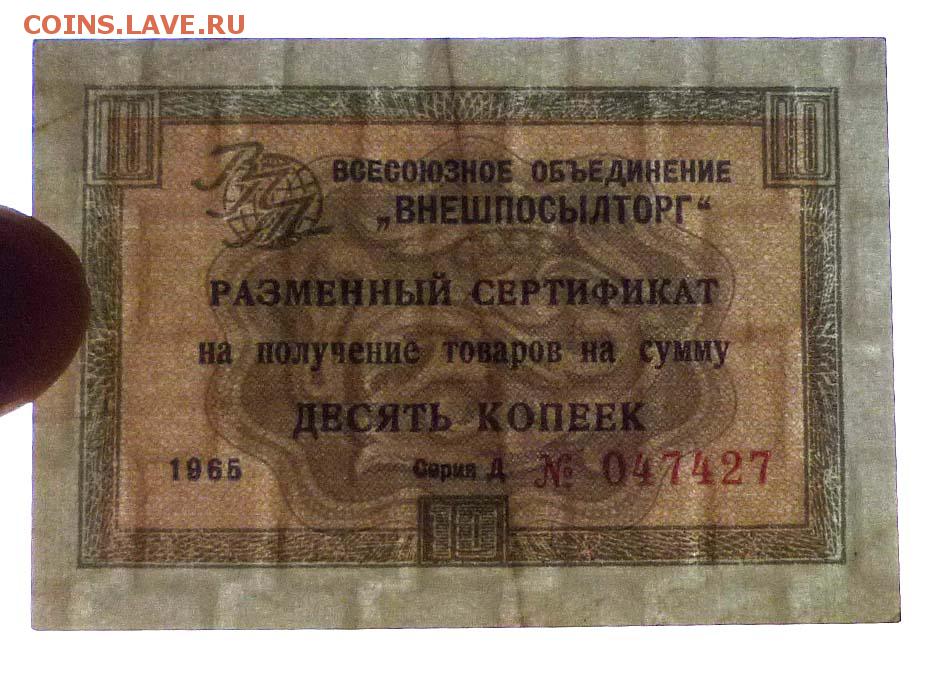 COINS.LAVE.RU
10 10
ВПТ
ВСЕСОЮЗНОЕ ОБЪЕДИНЕНИЕ
„ВНЕШПОСЫЛТОРГ“
РАЗМЕННЫЙ СЕРТИФИКАТ
на получение товаров на сумму
ДЕСЯТЬ КОПЕЕК
1965 Серия Д № 047427
10